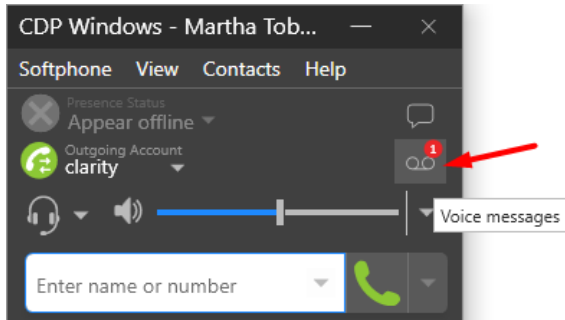 CDP Windows - Martha Tob...
Softphone View Contacts Help
Presence Status
Appear offline
Outgoing Account
clarity
1
Voice messages
Enter name or number